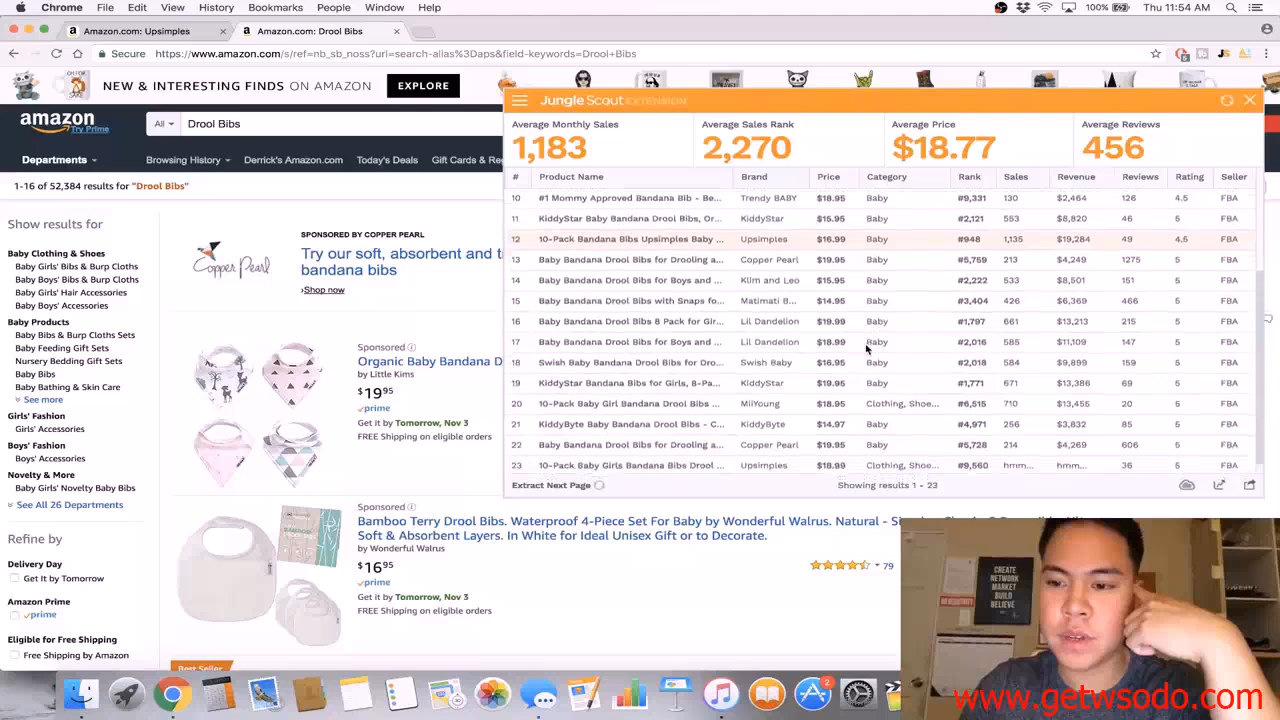 Chrome File Edit View History Bookmarks People Window Help 100% Thu 11:54 AM
Amazon.com: Upsimples Amazon.com: Drool Bibs
Secure https://www.amazon.com/s/ref=nb_sb_noss?url=search-alias%3Daps&field-keywords=Drool+Bibs
NEW & INTERESTING FINDS ON AMAZON EXPLORE
amazon Try Prime
All Drool Bibs
Departments Browsing History Derrick's Amazon.com Today's Deals Gift Cards & Re
1-16 of 52,384 results for "Drool Bibs"
Show results for
Baby Clothing & Shoes
Baby Girls' Bibs & Burp Cloths
Baby Boys' Bibs & Burp Cloths
Baby Girls' Hair Accessories
Baby Boys' Accessories
Baby Products
Baby Bibs & Burp Cloths Sets
Baby Feeding Gift Sets
Nursery Bedding Gift Sets
Baby Bibs
Baby Bathing & Skin Care
See more
Girls' Fashion
Girls' Accessories
Boys' Fashion
Boys' Accessories
Novelty & More
Baby Girls' Novelty Baby Bibs
See All 26 Departments
Refine by
Delivery Day
Get It by Tomorrow
Amazon Prime
prime
Eligible for Free Shipping
Free Shipping by Amazon
Copper Pearl
SPONSORED BY COPPER PEARL
Try our soft, absorbent and t
bandana bibs
›Shop now
Sponsored
Organic Baby Bandana D
by Little Kims
$19 95
prime
Get it by Tomorrow, Nov 3
FREE Shipping on eligible orders
Sponsored
Bamboo Terry Drool Bibs. Waterproof 4-Piece Set For Baby by Wonderful Walrus. Natural -
Soft & Absorbent Layers. In White for Ideal Unisex Gift or to Decorate.
by Wonderful Walrus
$16 95
prime
Get it by Tomorrow, Nov 3
FREE Shipping on eligible orders
79
Best Seller
Jungle Scout EXTENSION
Average Monthly Sales Average Sales Rank Average Price Average Reviews
1,183 2,270 $18.77 456
# Product Name Brand Price Category Rank Sales Revenue Reviews Rating Seller
10 #1 Mommy Approved Bandana Bib - Be... Trendy BABY $18.95 Baby #9,331 130 $2,464 126 4.5 FBA
11 KiddyStar Baby Bandana Drool Bibs, Or... KiddyStar $15.95 Baby #2,121 553 $8,820 46 5 FBA
12 10-Pack Bandana Bibs Upsimples Baby ... Upsimples $16.99 Baby #948 1,135 $19,284 49 4.5 FBA
13 Baby Bandana Drool Bibs for Drooling a... Copper Pearl $19.95 Baby #5,759 213 $4,249 1275 5 FBA
14 Baby Bandana Drool Bibs for Boys and ... Kiim and Leo $15.95 Baby #2,222 533 $8,501 151 5 FBA
15 Baby Bandana Drool Bibs with Snaps fo... Matimati B... $14.95 Baby #3,404 426 $6,369 466 5 FBA
16 Baby Bandana Drool Bibs 8 Pack for Gir... Lil Dandelion $19.99 Baby #1,797 661 $13,213 215 5 FBA
17 Baby Bandana Drool Bibs for Boys and ... Lil Dandelion $18.99 Baby #2,016 585 $11,109 147 5 FBA
18 Swish Baby Bandana Drool Bibs for Dro... Swish Baby $16.95 Baby #2,018 584 $9,899 159 5 FBA
19 KiddyStar Bandana Bibs for Girls, 8-Pa... KiddyStar $19.95 Baby #1,771 671 $13,386 69 5 FBA
20 10-Pack Baby Girl Bandana Drool Bibs ... MiiYoung $18.95 Clothing, Shoe... #6,515 710 $13,455 20 5 FBA
21 KiddyByte Baby Bandana Drool Bibs - C... KiddyByte $14.97 Baby #4,971 256 $3,832 85 5 FBA
22 Baby Bandana Drool Bibs for Drooling a... Copper Pearl $19.95 Baby #5,728 214 $4,269 606 5 FBA
23 10-Pack Baby Girls Bandana Bibs Drool ... Upsimples $18.99 Clothing, Shoe... #9,560 hmm... hmm... 36 5 FBA
Extract Next Page Showing results 1 - 23
CREATE
NETWORK
MARKET
BUILD
BELIEVE
2
www.getwsodo.com